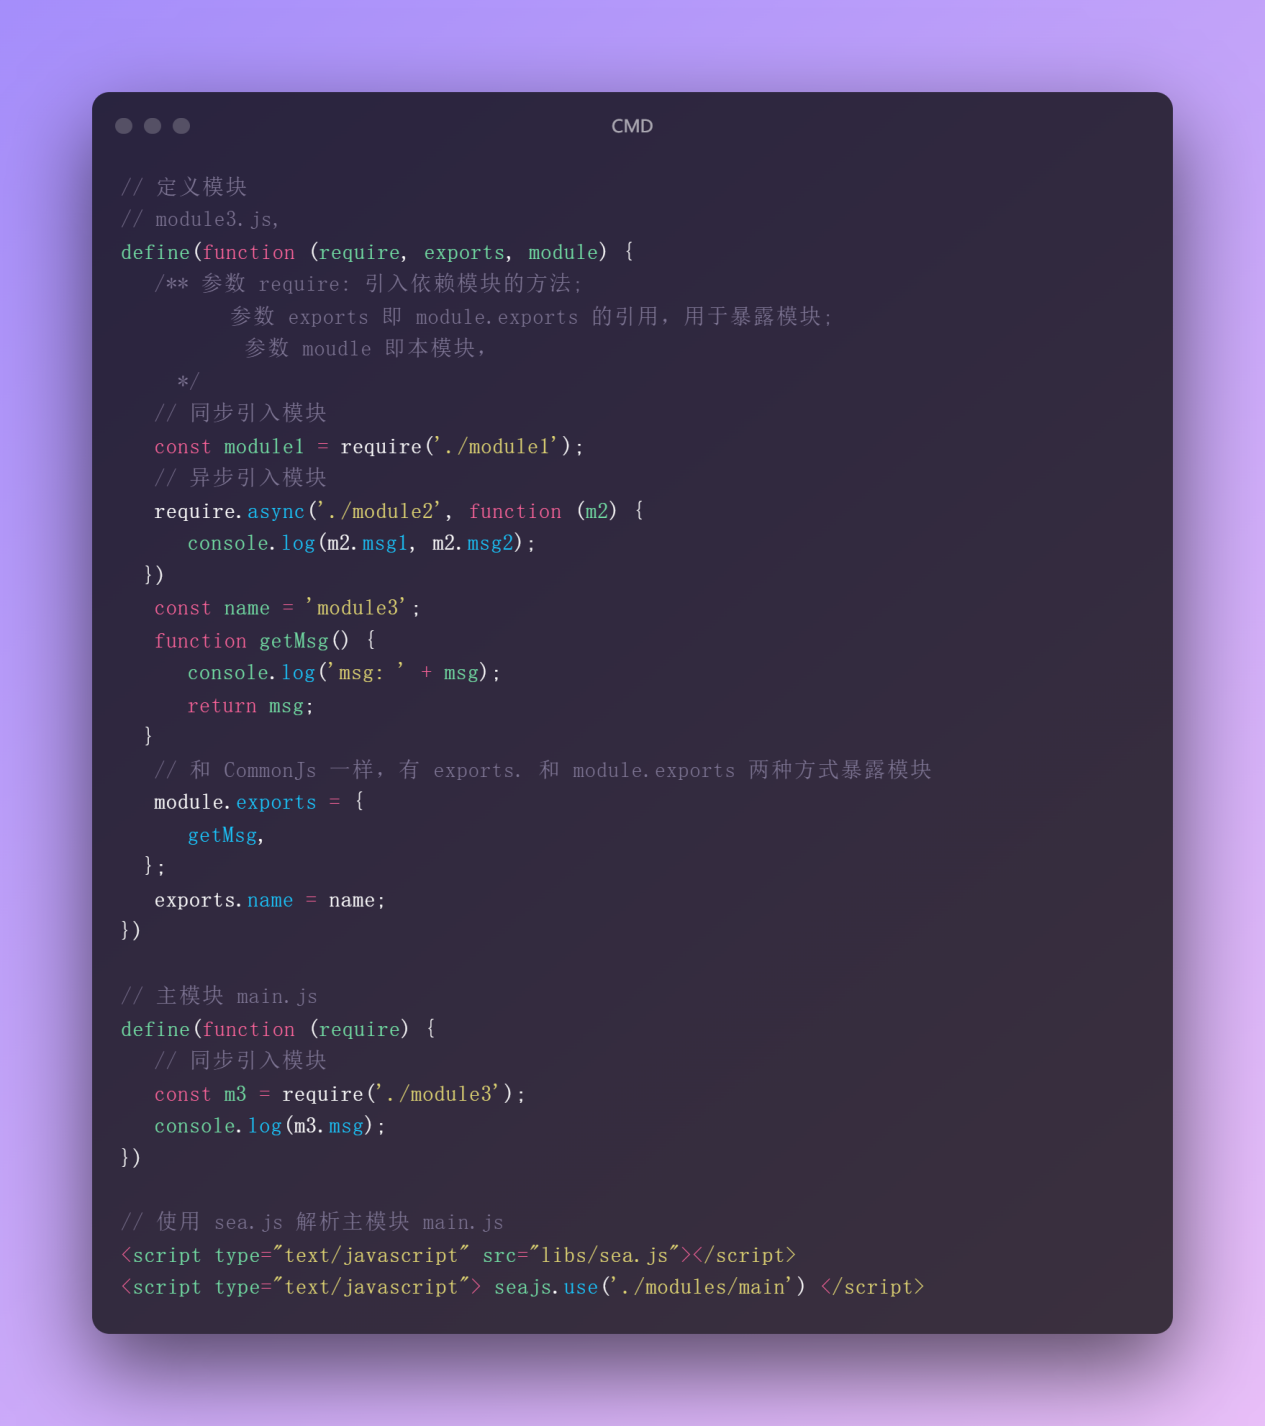 CMD
// 定义模块
// module3.js,
define(function (require, exports, module) {
/** 参数 require: 引入依赖模块的方法;
参数 exports 即 module.exports 的引用，用于暴露模块;
参数 moudle 即本模块，
*/
// 同步引入模块
const module1 = require('./module1');
// 异步引入模块
require.async('./module2', function (m2) {
console.log(m2.msg1, m2.msg2);
})
const name = 'module3';
function getMsg() {
console.log('msg: ' + msg);
return msg;
}
// 和 CommonJs 一样，有 exports. 和 module.exports 两种方式暴露模块
module.exports = {
getMsg,
};
exports.name = name;
})
// 主模块 main.js
define(function (require) {
// 同步引入模块
const m3 = require('./module3');
console.log(m3.msg);
})
// 使用 sea.js 解析主模块 main.js
<script type="text/javascript" src="libs/sea.js"></script>
<script type="text/javascript"> seajs.use('./modules/main') </script>